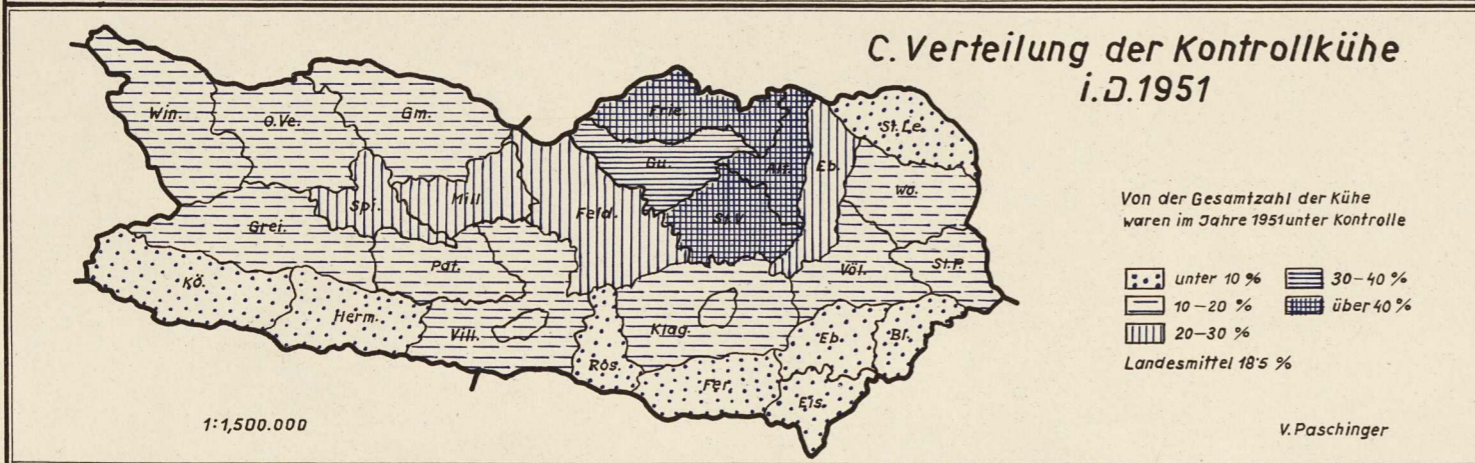 C. Verteilung der Kontrollkühe
i. D. 1951
Win.
O.Ve.
Gm.
Frie.
St.Le.
Gu.
Alt.
Eb.
Wo.
Spi.
Mill.
Feld.
St.V.
Grei.
Pat.
Völ.
St.P.
Kö.
Herm.
Vill.
Klag.
Ros.
Eb.
Bl.
Fer.
Eis.
Von der Gesamtzahl der Kühe
waren im Jahre 1951 unter Kontrolle
unter 10 %
10-20 %
20-30 %
30-40 %
über 40 %
Landesmittel 18·5 %
1:1,500.000
V. Paschinger